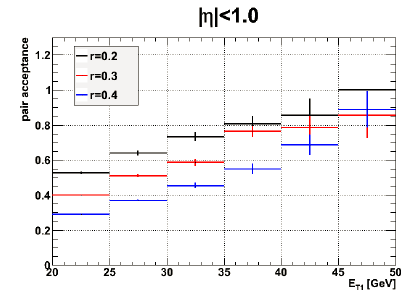 |η|<1.0
pair acceptance
r=0.2
r=0.3
r=0.4
1.2
1
0.8
0.6
0.4
0.2
0
20 25 30 35 40 45 50
E_T1 [GeV]